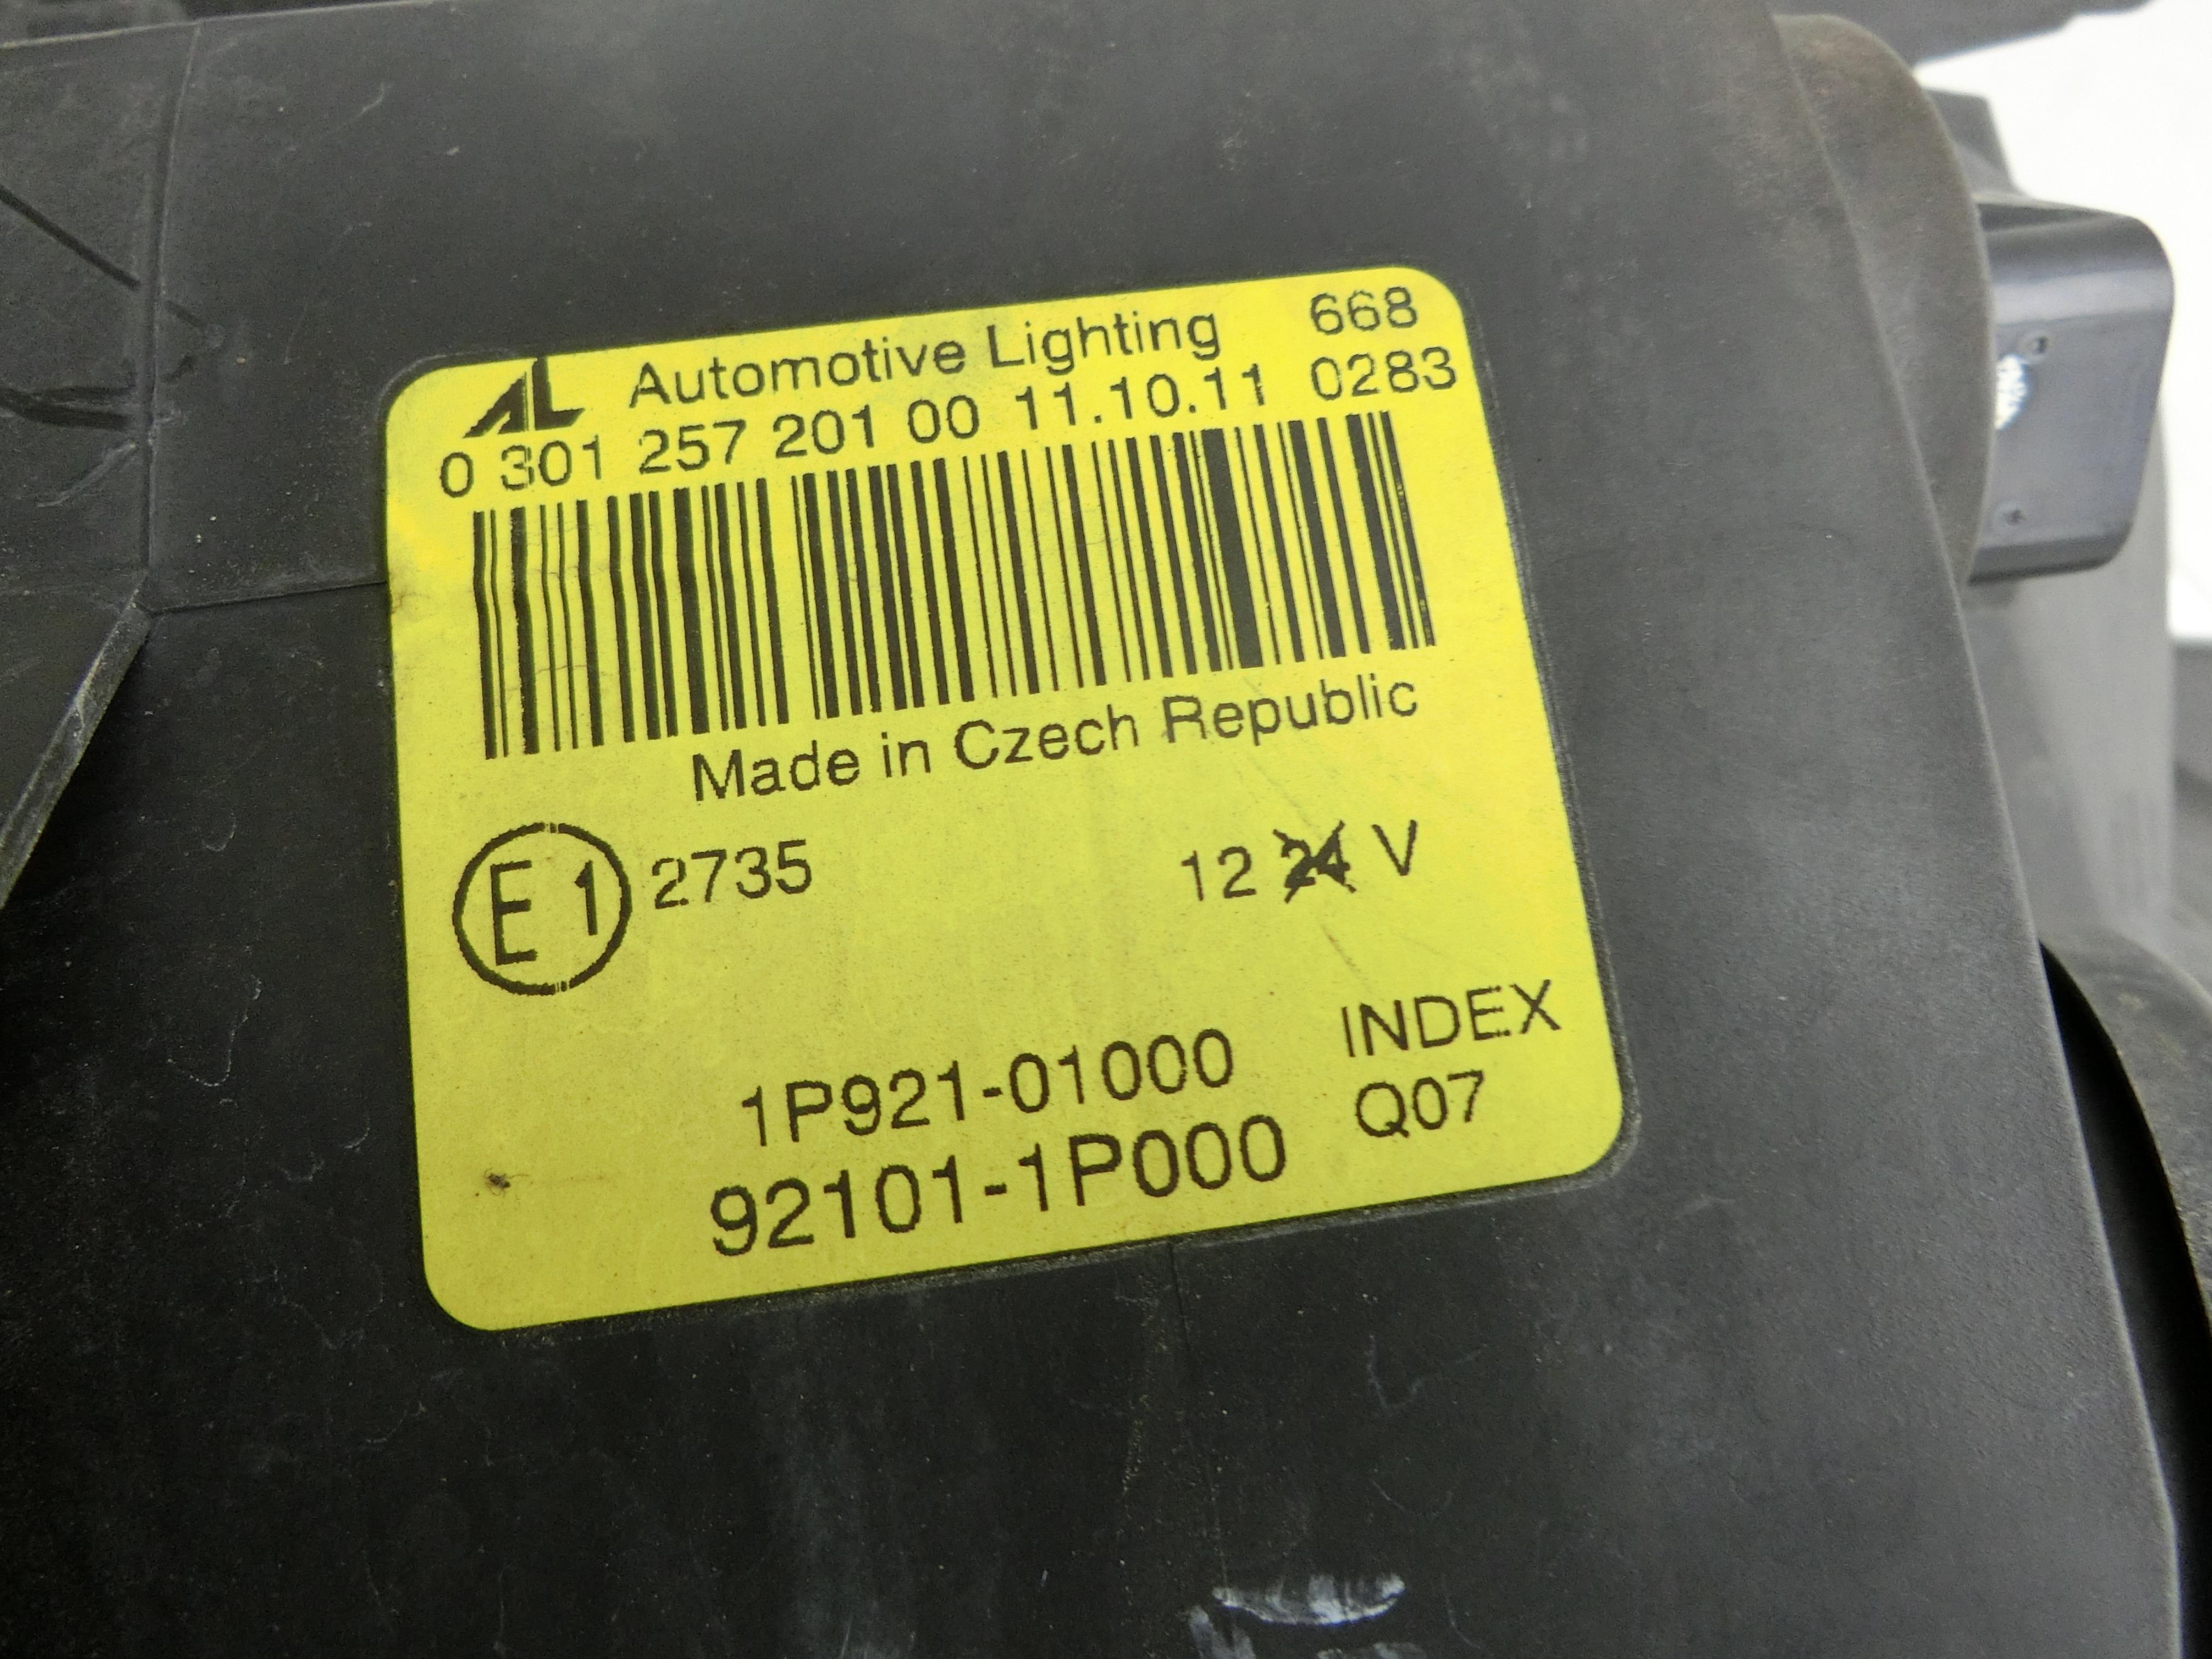 AL Automotive Lighting 668
0 301 257 201 00 11.10.11 0283
Made in Czech Republic
E1 2735 12 24 V
1P921-01000 INDEX
92101-1P000 Q07